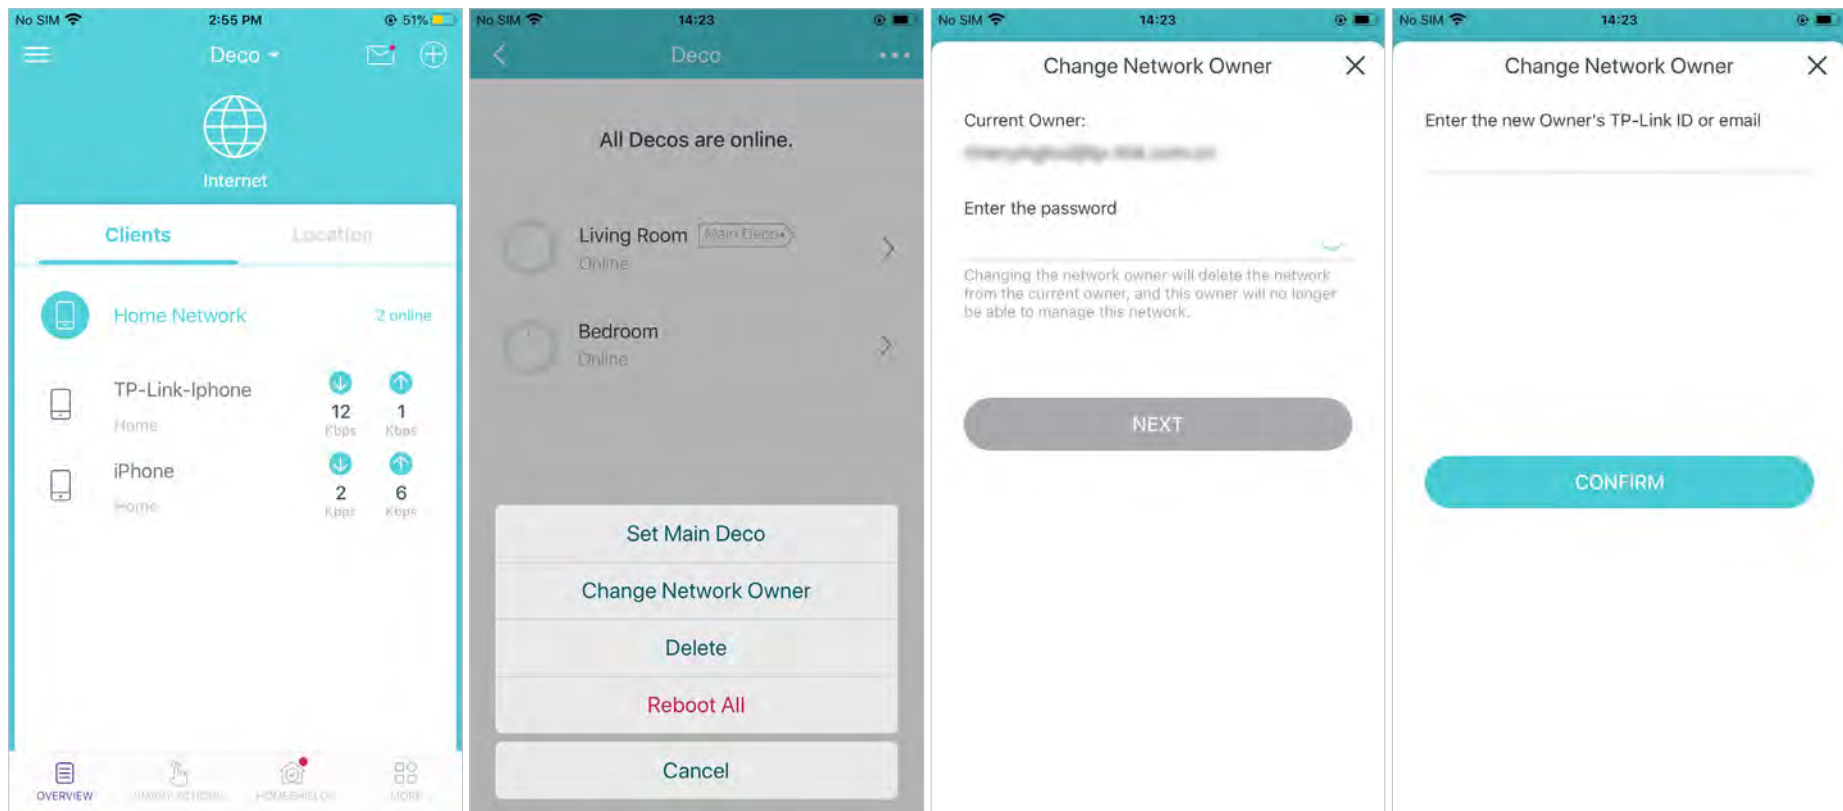 No SIM
2:55 PM
51%
Deco
Internet
Clients
Location
Home Network
2 online
TP-Link-Iphone
Home
12
Kbps
1
Kbps
iPhone
Home
2
Kbps
6
Kbps
OVERVIEW
HOMESHIELD
MORE
No SIM
14:23
Deco
All Decos are online.
Living Room
Main Deco
Online
Bedroom
Online
Set Main Deco
Change Network Owner
Delete
Reboot All
Cancel
No SIM
14:23
Change Network Owner
Current Owner:
Enter the password
Changing the network owner will delete the network
from the current owner, and this owner will no longer
be able to manage this network.
NEXT
No SIM
14:23
Change Network Owner
Enter the new Owner's TP-Link ID or email
CONFIRM